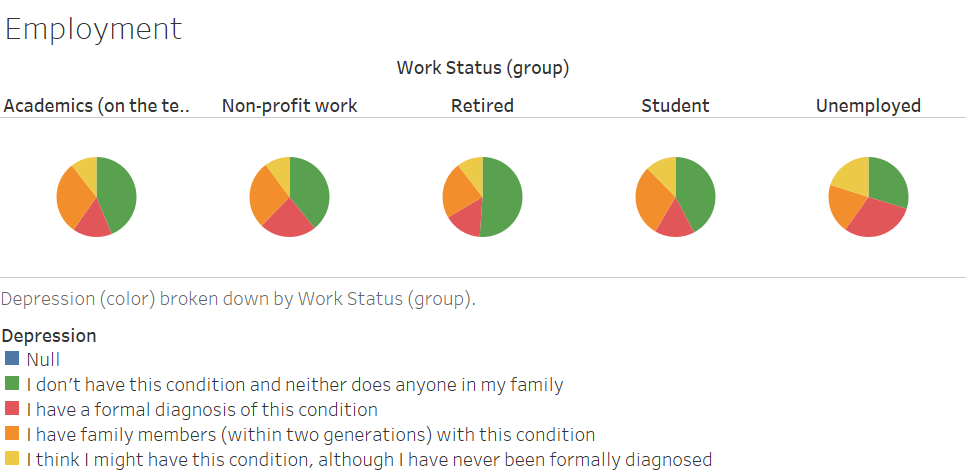 Employment
Work Status (group)
Academics (on the te..
Non-profit work
Retired
Student
Unemployed
Depression (color) broken down by Work Status (group).
Depression
Null
I don’t have this condition and neither does anyone in my family
I have a formal diagnosis of this condition
I have family members (within two generations) with this condition
I think I might have this condition, although I have never been formally diagnosed